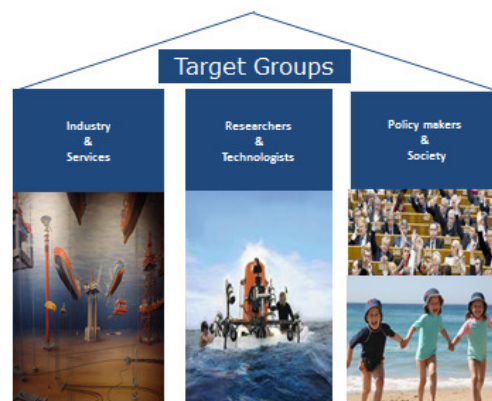 Target Groups
Industry
&
Services
Researchers
&
Technologists
Policy makers
&
Society